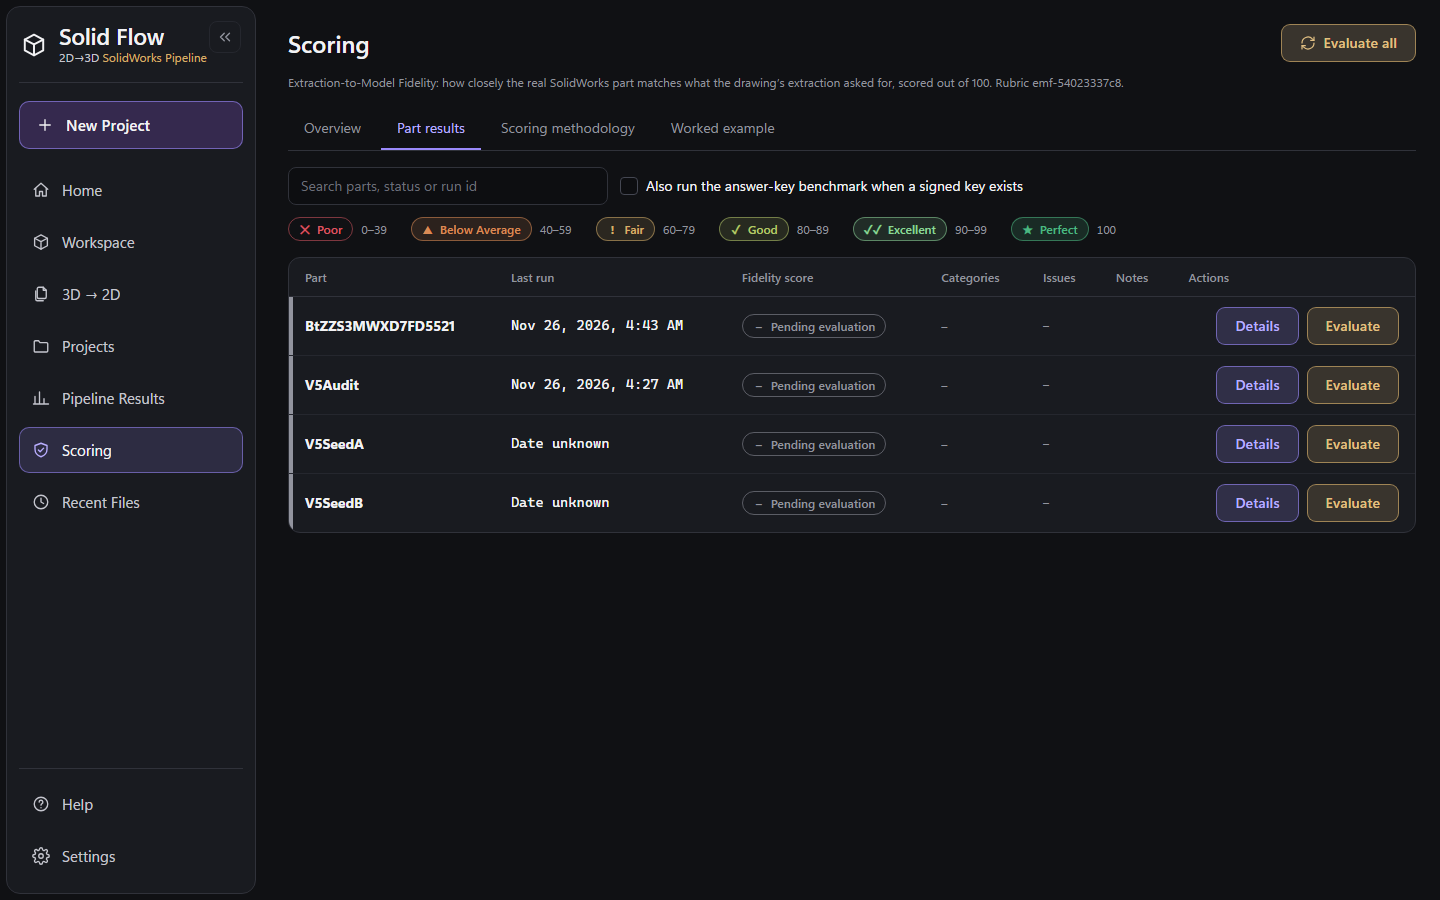 Solid Flow
2D→3D SolidWorks Pipeline
New Project
Home
Workspace
3D → 2D
Projects
Pipeline Results
Scoring
Recent Files
Help
Settings
Scoring
Evaluate all
Extraction-to-Model Fidelity: how closely the real SolidWorks part matches what the drawing's extraction asked for, scored out of 100. Rubric emf-54023337c8.
Overview Part results Scoring methodology Worked example
Search parts, status or run id Also run the answer-key benchmark when a signed key exists
Poor 0–39 Below Average 40–59 ! Fair 60–79 Good 80–89 Excellent 90–99 Perfect 100
Part Last run Fidelity score Categories Issues Notes Actions
BtZZS3MWXD7FD5521 Nov 26, 2026, 4:43 AM – Pending evaluation – – Details Evaluate
V5Audit Nov 26, 2026, 4:27 AM – Pending evaluation – – Details Evaluate
V5SeedA Date unknown – Pending evaluation – – Details Evaluate
V5SeedB Date unknown – Pending evaluation – – Details Evaluate